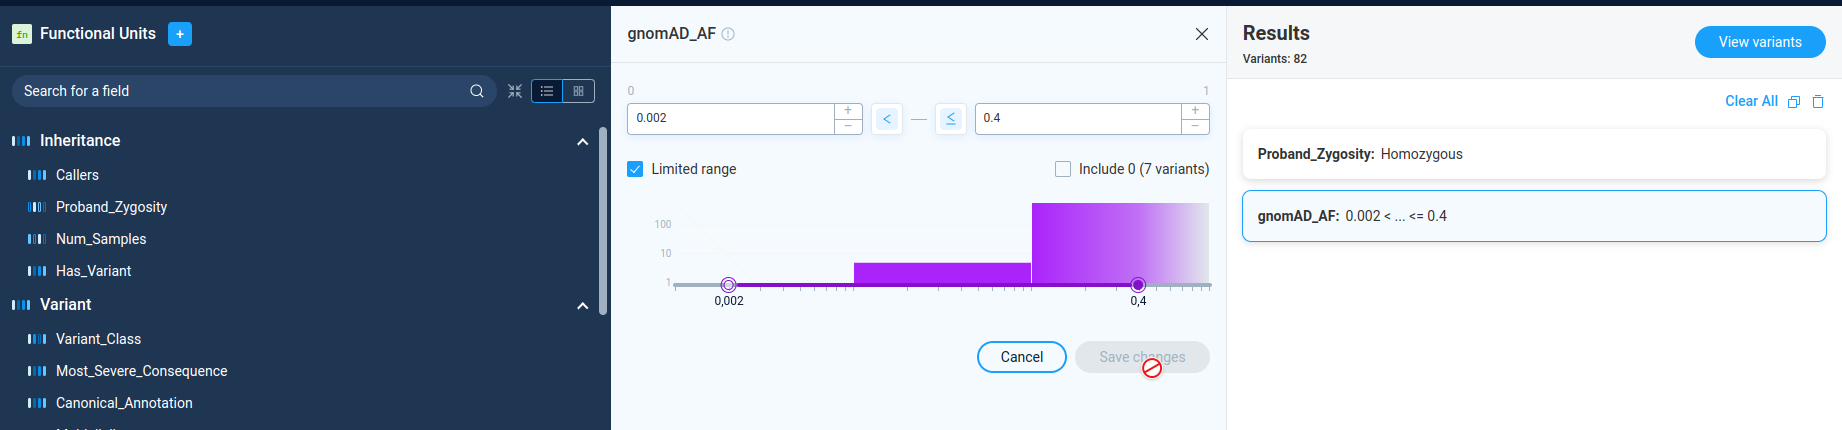 fn Functional Units +
Search for a field
Inheritance
Callers
Proband_Zygosity
Num_Samples
Has_Variant
Variant
Variant_Class
Most_Severe_Consequence
Canonical_Annotation
gnomAD_AF
0 1
0.002 + − < — ≤ 0.4 + −
Limited range Include 0 (7 variants)
100
10
1
0,002 0,4
Cancel Save changes
Results
Variants: 82
View variants
Clear All
Proband_Zygosity: Homozygous
gnomAD_AF: 0.002 < ... <= 0.4